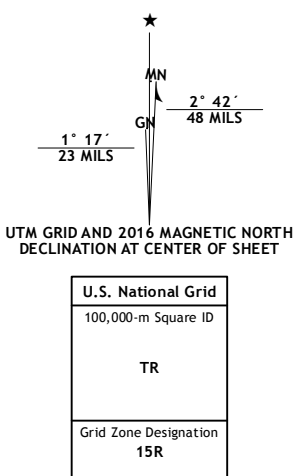 ★
MN
GN
2° 42´
48 MILS
1° 17´
23 MILS
UTM GRID AND 2016 MAGNETIC NORTH
DECLINATION AT CENTER OF SHEET
U.S. National Grid
100,000-m Square ID
TR
Grid Zone Designation
15R